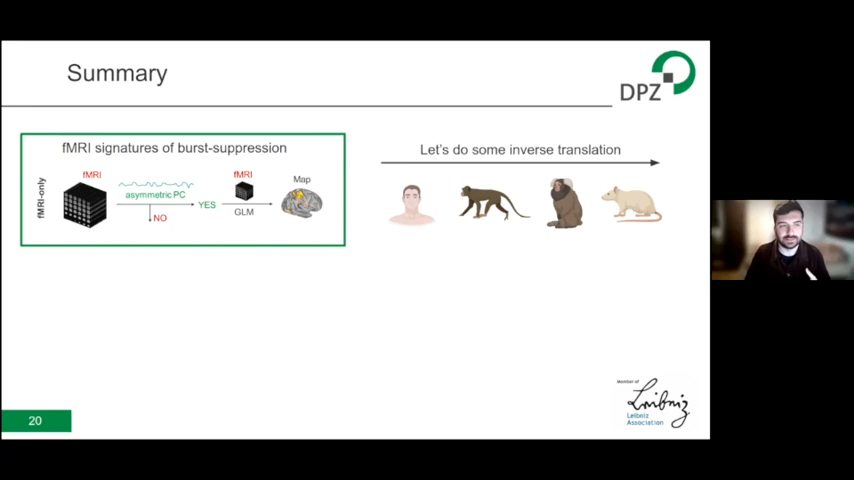 Summary
DPZ
fMRI signatures of burst-suppression
fMRI-only
fMRI
asymmetric PC
NO
YES
fMRI
GLM
Map
Let's do some inverse translation
Member of
Leibniz
Leibniz
Association
20